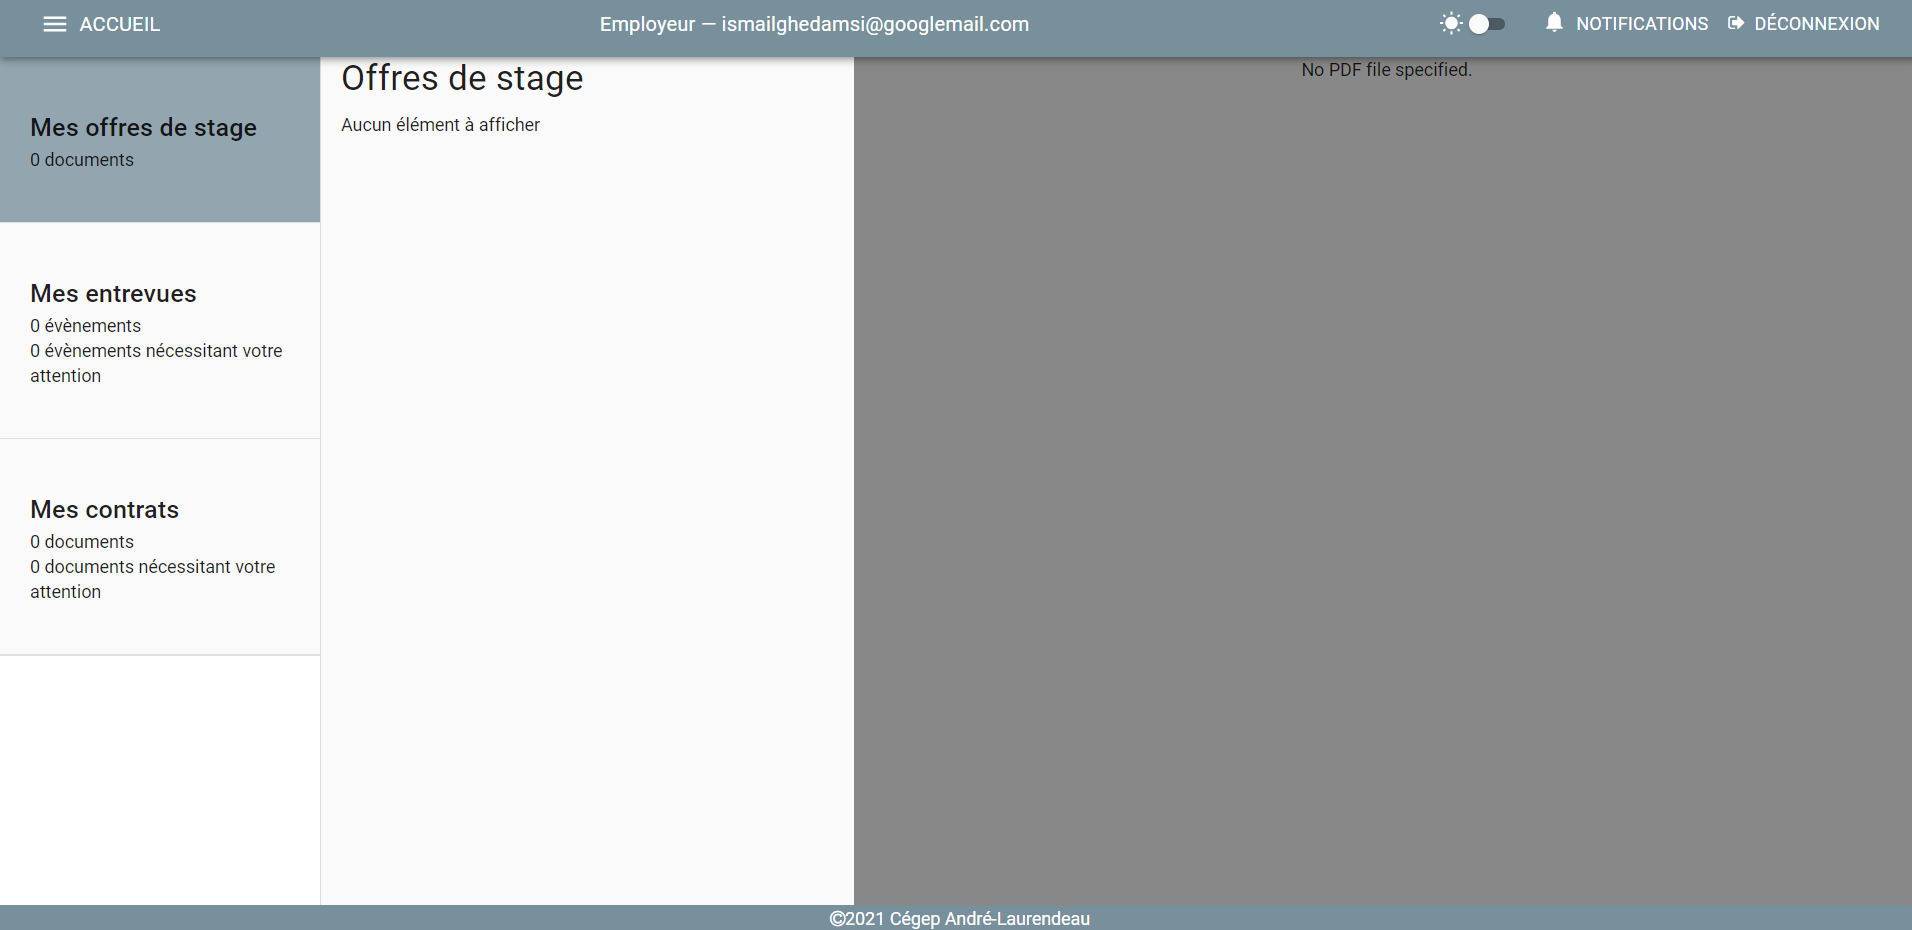 ACCUEIL
Employeur — ismailghedamsi@googlemail.com
NOTIFICATIONS
DÉCONNEXION
Mes offres de stage
0 documents
Mes entrevues
0 évènements
0 évènements nécessitant votre
attention
Mes contrats
0 documents
0 documents nécessitant votre
attention
Offres de stage
Aucun élément à afficher
No PDF file specified.
©2021 Cégep André-Laurendeau